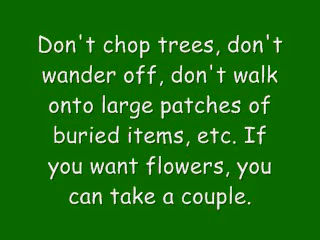 Don't chop trees, don't
wander off, don't walk
onto large patches of
buried items, etc. If
you want flowers, you
can take a couple.